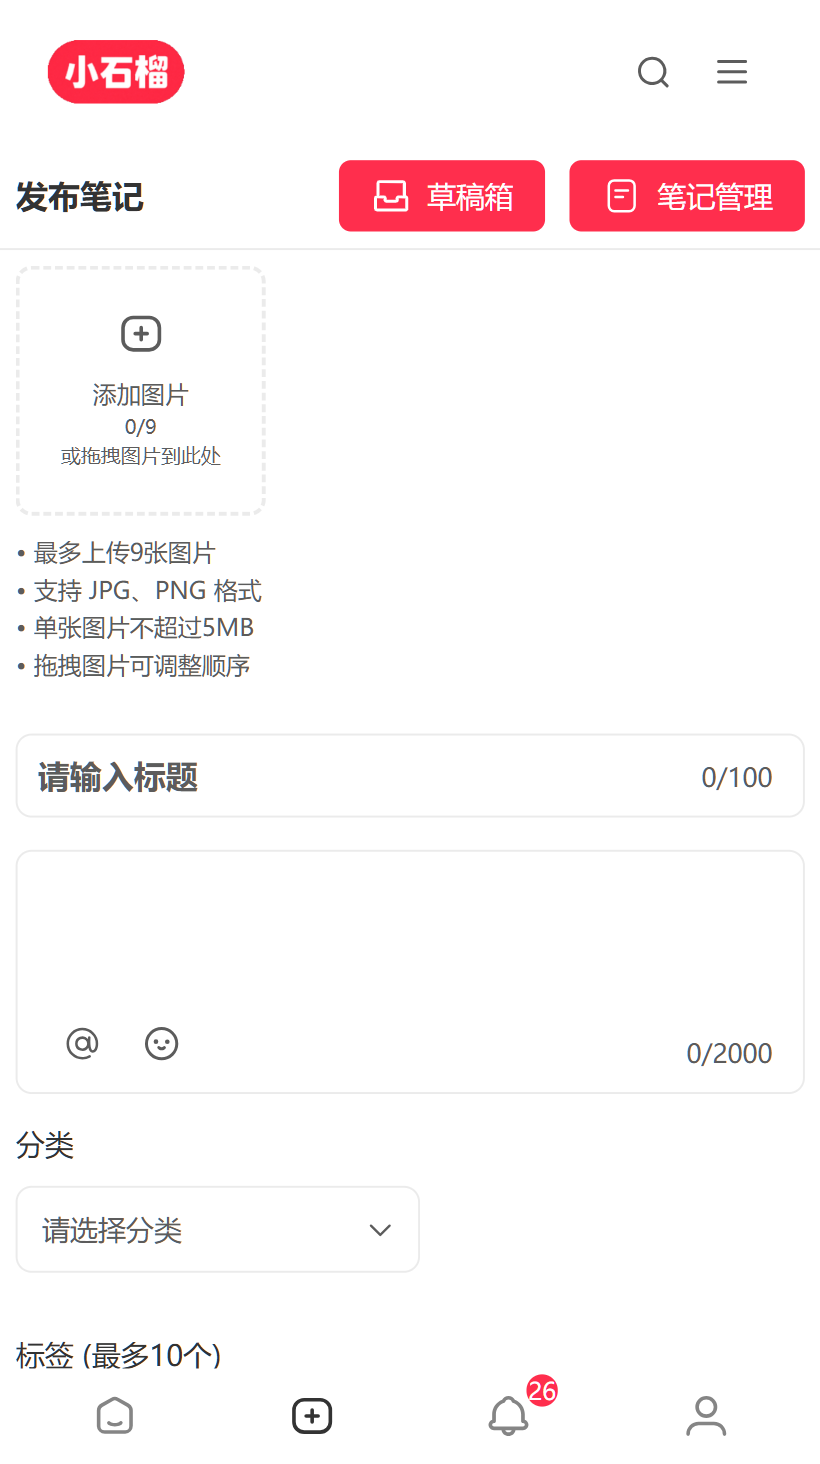 小石榴
发布笔记
草稿箱
笔记管理
添加图片
0/9
或拖拽图片到此处
• 最多上传9张图片
• 支持 JPG、PNG 格式
• 单张图片不超过5MB
• 拖拽图片可调整顺序
请输入标题
0/100
0/2000
分类
请选择分类
标签 (最多10个)
26